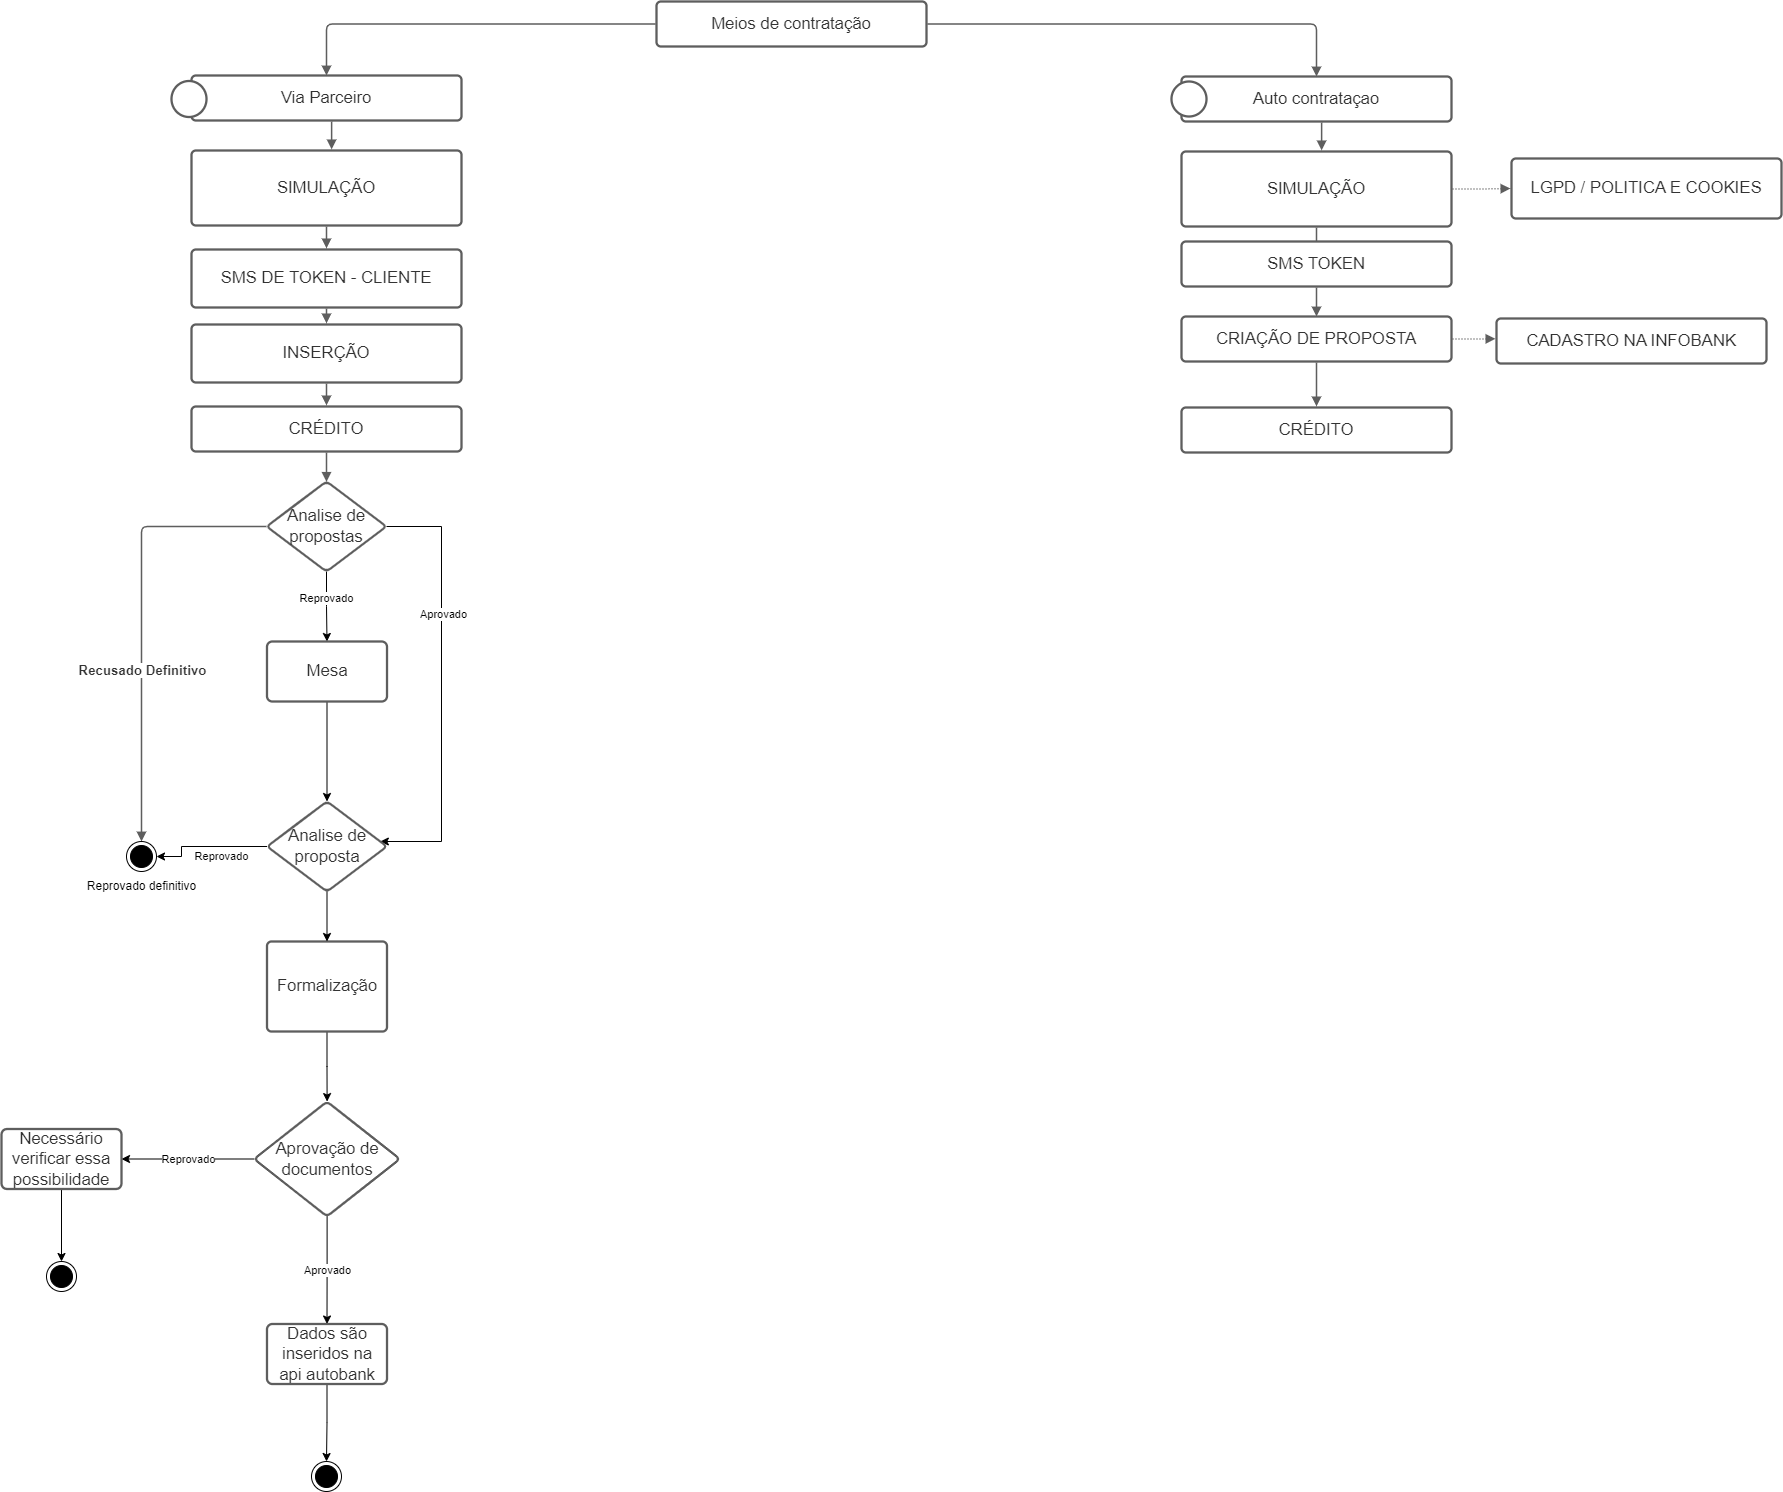 Meios de contratação
Via Parceiro
Auto contrataçao
SIMULAÇÃO
SIMULAÇÃO
LGPD / POLITICA E COOKIES
SMS DE TOKEN - CLIENTE
SMS TOKEN
INSERÇÃO
CRIAÇÃO DE PROPOSTA
CADASTRO NA INFOBANK
CRÉDITO
CRÉDITO
Analise de
propostas
Reprovado
Aprovado
Recusado Definitivo
Mesa
Analise de
proposta
Reprovado
Reprovado definitivo
Formalização
Necessário
verificar essa
possibilidade
Reprovado
Aprovação de
documentos
Aprovado
Dados são
inseridos na
api autobank